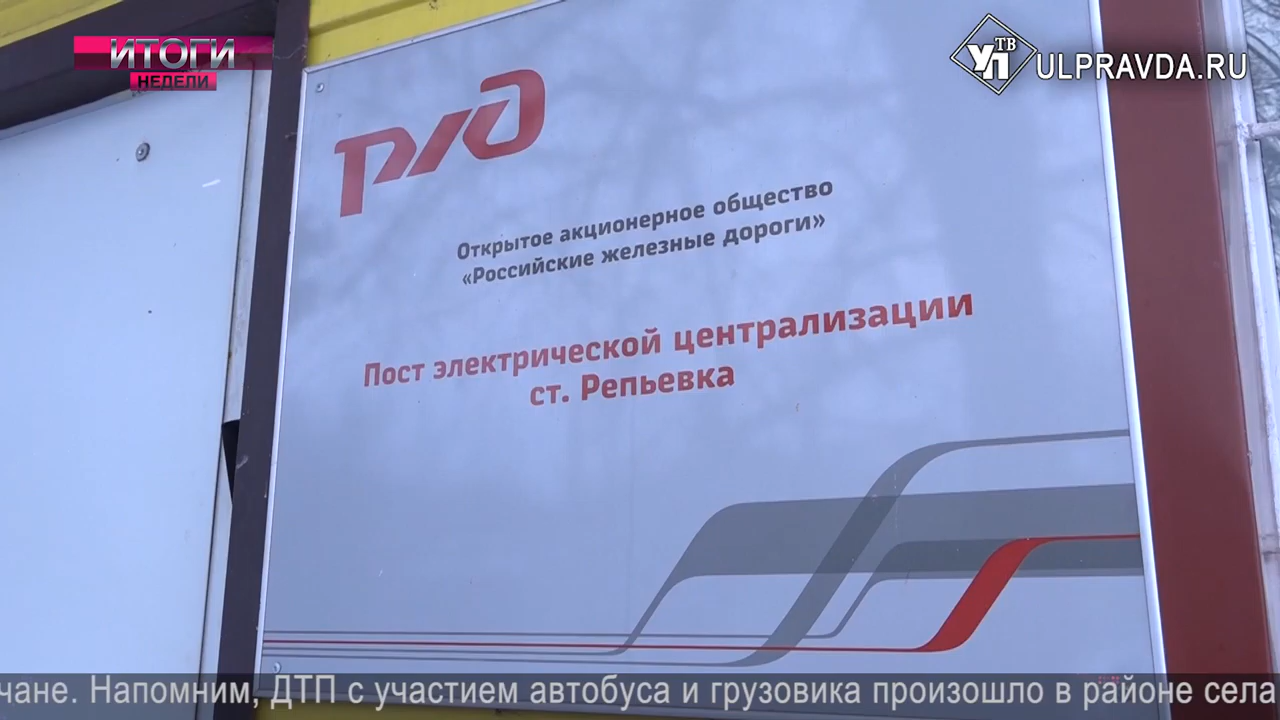 ИТОГИ
НЕДЕЛИ
УП ТВ ULPRAVDA.RU
РЖД
Открытое акционерное общество
«Российские железные дороги»
Пост электрической централизации
ст. Репьевка
чане. Напомним, ДТП с участием автобуса и грузовика произошло в районе села